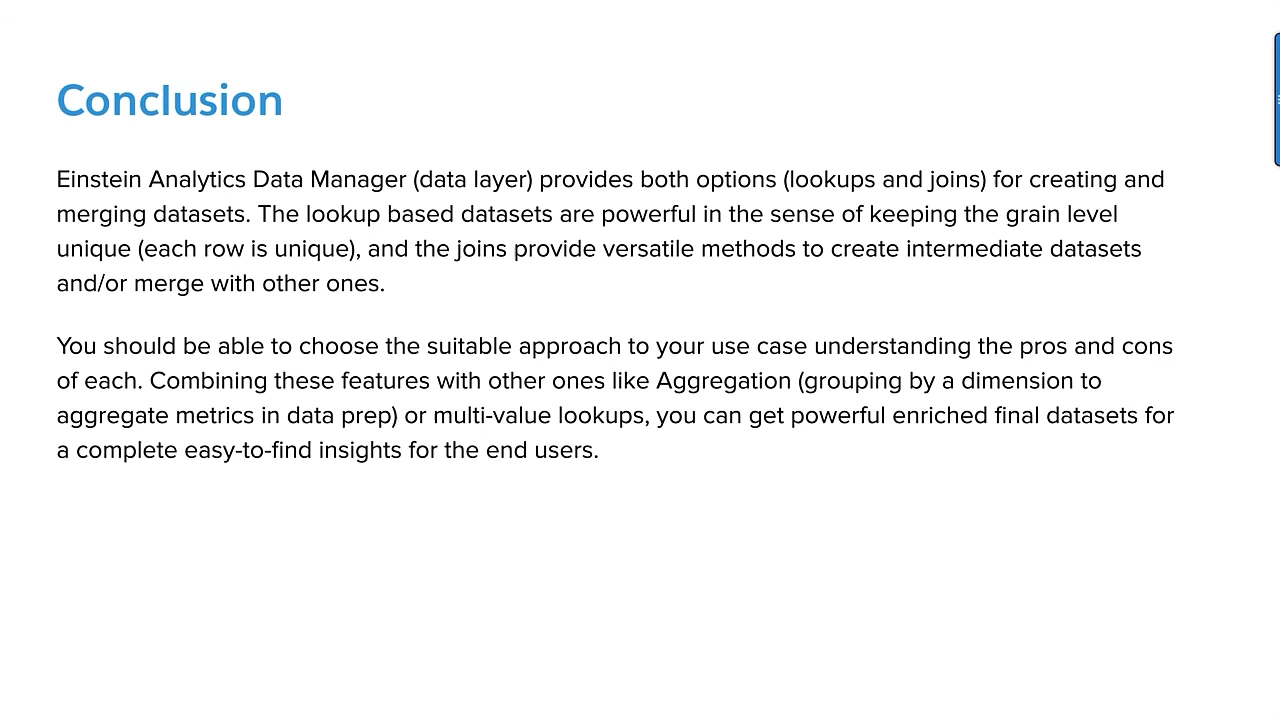 Conclusion
Einstein Analytics Data Manager (data layer) provides both options (lookups and joins) for creating and
merging datasets. The lookup based datasets are powerful in the sense of keeping the grain level
unique (each row is unique), and the joins provide versatile methods to create intermediate datasets
and/or merge with other ones.
You should be able to choose the suitable approach to your use case understanding the pros and cons
of each. Combining these features with other ones like Aggregation (grouping by a dimension to
aggregate metrics in data prep) or multi-value lookups, you can get powerful enriched final datasets for
a complete easy-to-find insights for the end users.